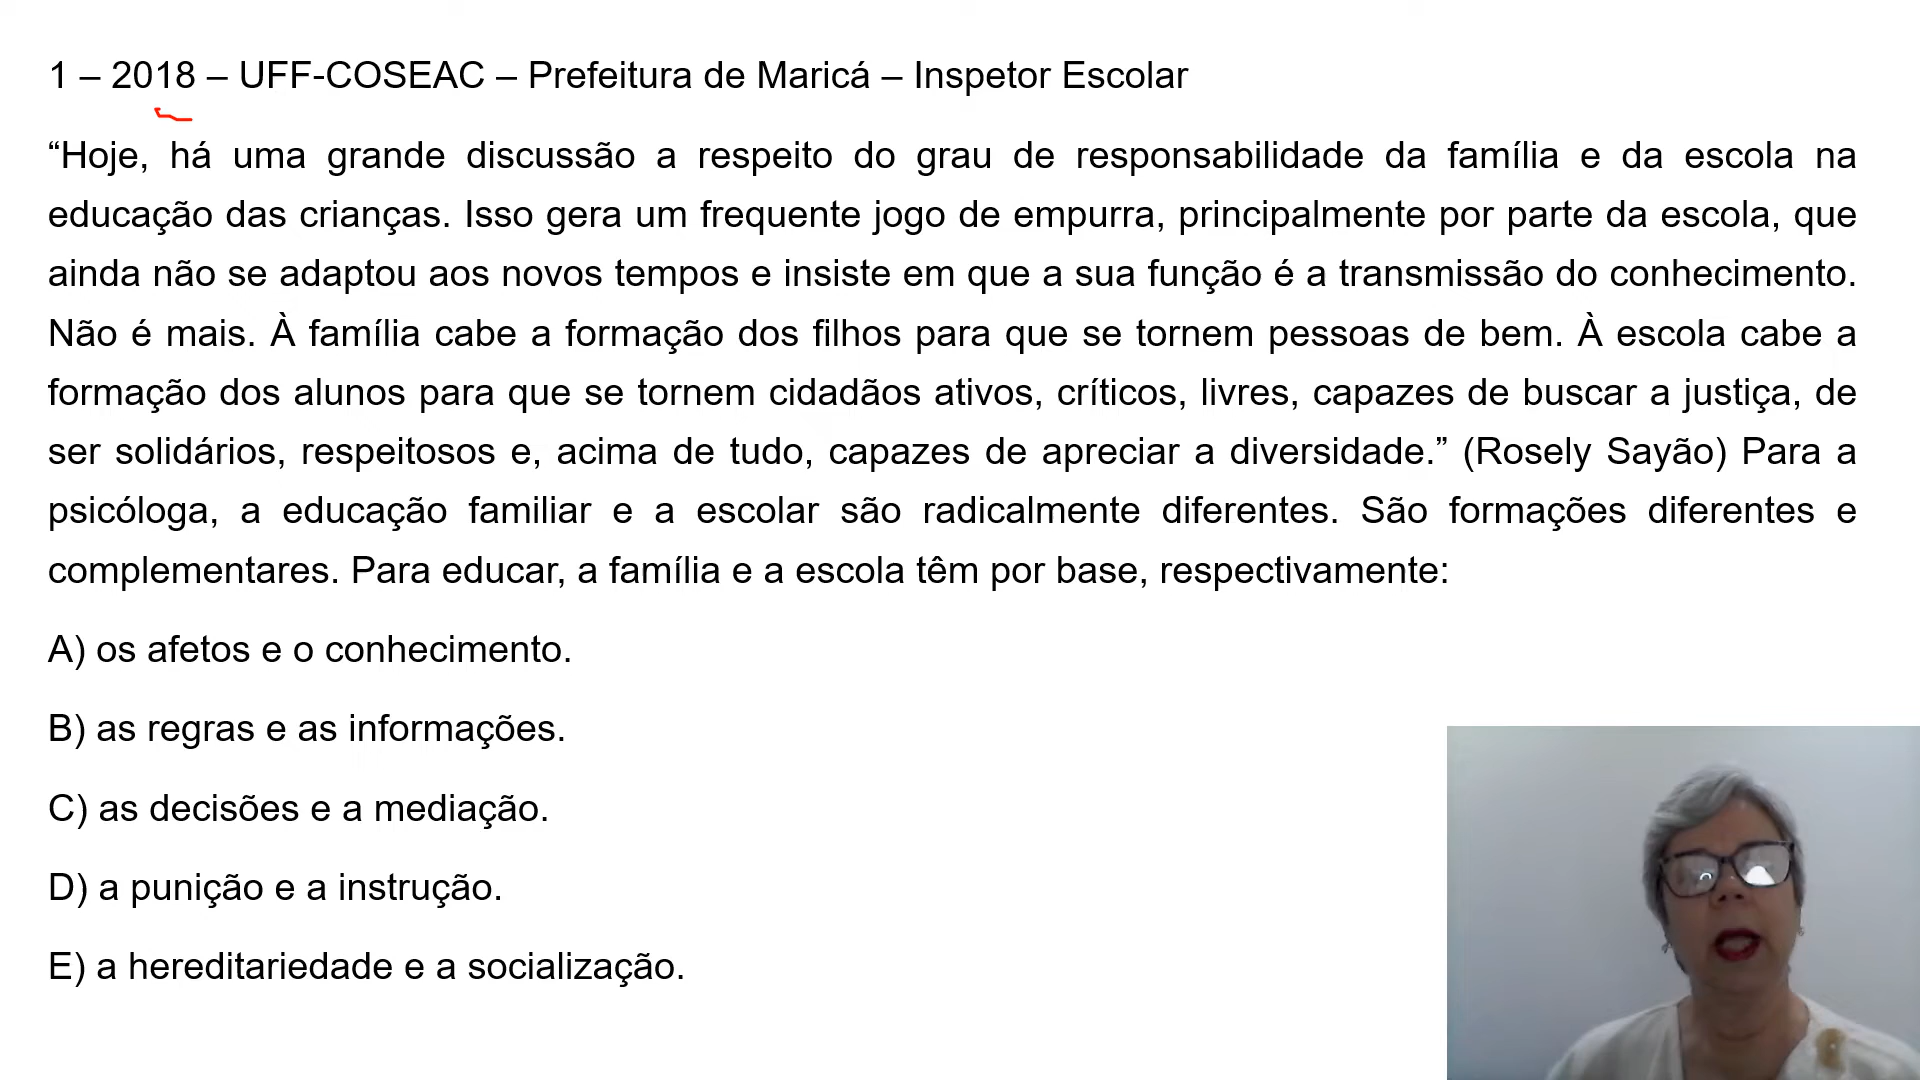 1 – 2018 – UFF-COSEAC – Prefeitura de Maricá – Inspetor Escolar
“Hoje, há uma grande discussão a respeito do grau de responsabilidade da família e da escola na
educação das crianças. Isso gera um frequente jogo de empurra, principalmente por parte da escola, que
ainda não se adaptou aos novos tempos e insiste em que a sua função é a transmissão do conhecimento.
Não é mais. À família cabe a formação dos filhos para que se tornem pessoas de bem. À escola cabe a
formação dos alunos para que se tornem cidadãos ativos, críticos, livres, capazes de buscar a justiça, de
ser solidários, respeitosos e, acima de tudo, capazes de apreciar a diversidade.” (Rosely Sayão) Para a
psicóloga, a educação familiar e a escolar são radicalmente diferentes. São formações diferentes e
complementares. Para educar, a família e a escola têm por base, respectivamente:
A) os afetos e o conhecimento.
B) as regras e as informações.
C) as decisões e a mediação.
D) a punição e a instrução.
E) a hereditariedade e a socialização.